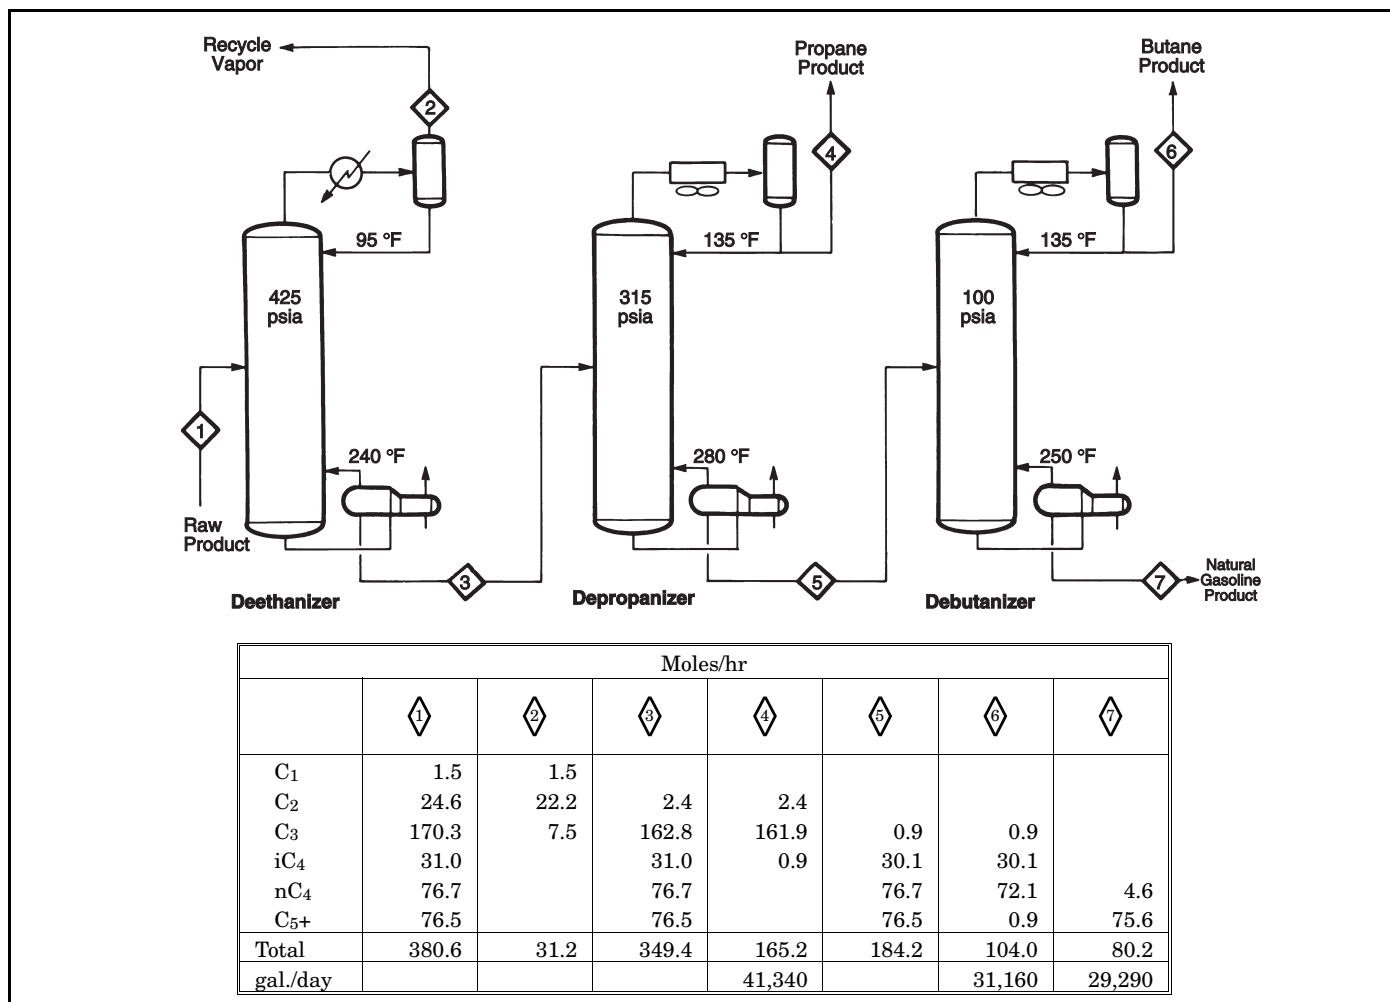 Recycle
Vapor
Propane
Product
Butane
Product
2
4
6
95 °F
135 °F
135 °F
425
psia
315
psia
100
psia
1
240 °F
280 °F
250 °F
Raw
Product
3
5
7
Natural
Gasoline
Product
Deethanizer
Depropanizer
Debutanizer
Moles/hr
1 2 3 4 5 6 7
C1 1.5 1.5
C2 24.6 22.2 2.4 2.4
C3 170.3 7.5 162.8 161.9 0.9 0.9
iC4 31.0 31.0 0.9 30.1 30.1
nC4 76.7 76.7 76.7 72.1 4.6
C5+ 76.5 76.5 76.5 0.9 75.6
Total 380.6 31.2 349.4 165.2 184.2 104.0 80.2
gal./day 41,340 31,160 29,290